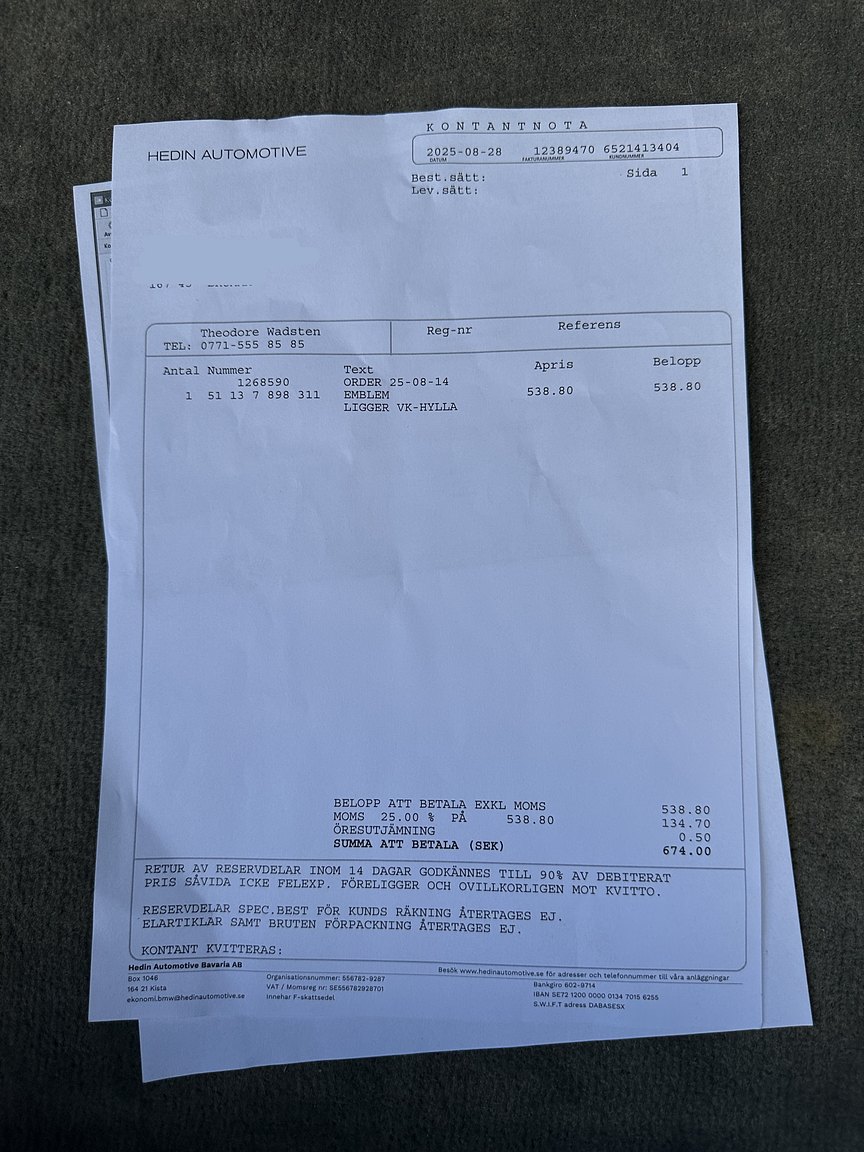 KONTANTNOTA
HEDIN AUTOMOTIVE
2025-08-28 12389470 6521413404
DATUM FAKTURANUMMER KUNDNUMMER
Best.sätt: Sida 1
Lev.sätt:
Theodore Wadsten Reg-nr Referens
TEL: 0771-555 85 85
Antal Nummer Text Apris Belopp
1268590 ORDER 25-08-14
1 51 13 7 898 311 EMBLEM 538.80 538.80
LIGGER VK-HYLLA
BELOPP ATT BETALA EXKL MOMS 538.80
MOMS 25.00 % PÅ 538.80 134.70
ÖRESUTJÄMNING 0.50
SUMMA ATT BETALA (SEK) 674.00
RETUR AV RESERVDELAR INOM 14 DAGAR GODKÄNNES TILL 90% AV DEBITERAT
PRIS SÅVIDA ICKE FELEXP. FÖRELIGGER OCH OVILLKORLIGEN MOT KVITTO.
RESERVDELAR SPEC.BEST FÖR KUNDS RÄKNING ÅTERTAGES EJ.
ELARTIKLAR SAMT BRUTEN FÖRPACKNING ÅTERTAGES EJ.
KONTANT KVITTERAS:
Hedin Automotive Bavaria AB
Box 1046
164 21 Kista
ekonomi.bmw@hedinautomotive.se
Organisationsnummer: 556782-9287
VAT / Momsreg nr: SE556782928701
Innehar F-skattsedel
Besök www.hedinautomotive.se för adresser och telefonnummer till våra anläggningar
Bankgiro 602-9714
IBAN SE72 1200 0000 0134 7015 6255
S.W.I.F.T adress DABASESX